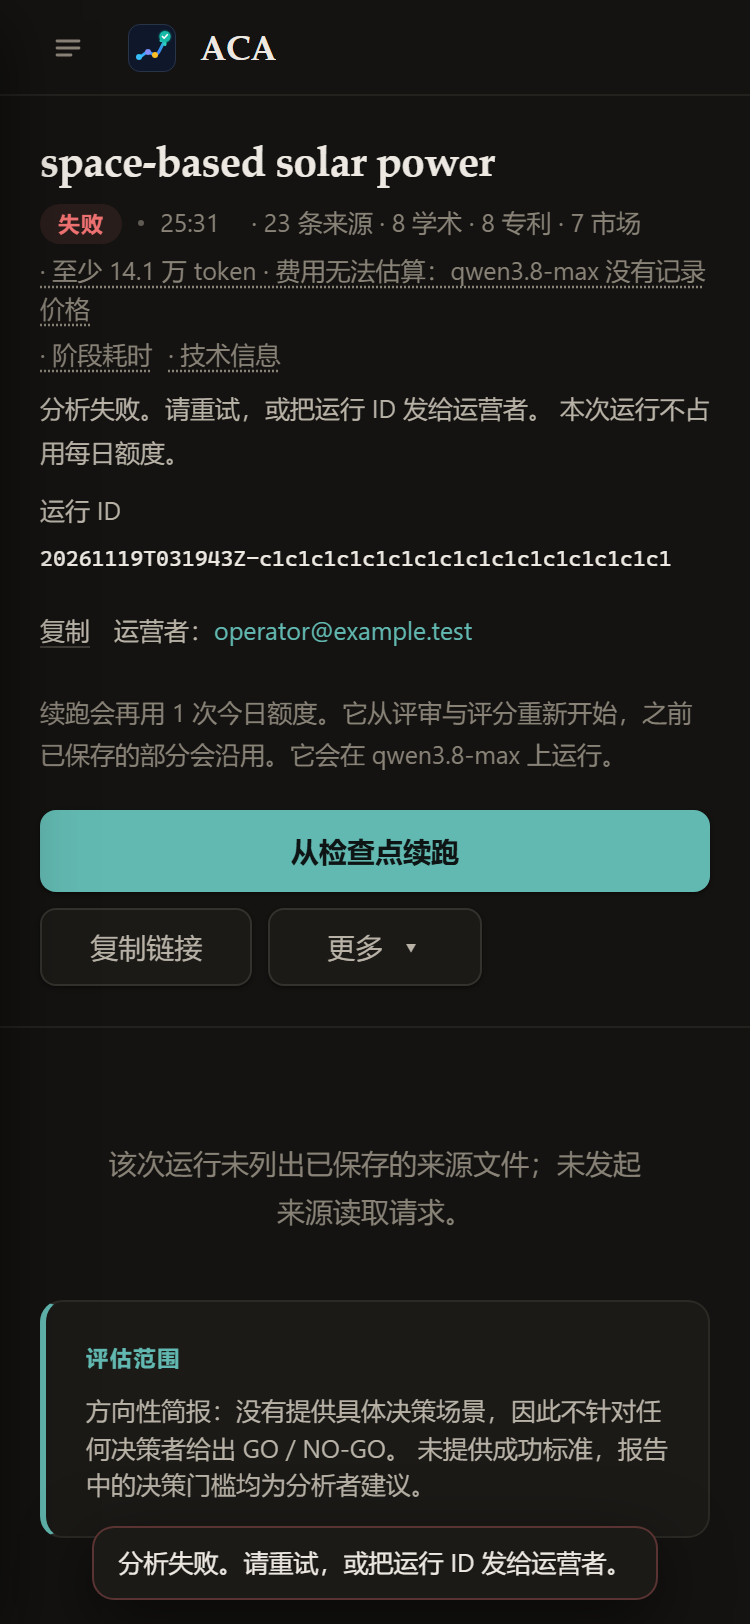 ACA
space-based solar power
失败 • 25:31 · 23 条来源 · 8 学术 · 8 专利 · 7 市场
· 至少 14.1 万 token · 费用无法估算：qwen3.8-max 没有记录
价格
· 阶段耗时 · 技术信息
分析失败。请重试，或把运行 ID 发给运营者。 本次运行不占
用每日额度。
运行 ID
20261119T031943Z-c1c1c1c1c1c1c1c1c1c1c1c1c1c1c1c1
复制 运营者：operator@example.test
续跑会再用 1 次今日额度。它从评审与评分重新开始，之前
已保存的部分会沿用。它会在 qwen3.8-max 上运行。
从检查点续跑
复制链接 更多 ▼
该次运行未列出已保存的来源文件；未发起
来源读取请求。
评估范围
方向性简报：没有提供具体决策场景，因此不针对任
何决策者给出 GO / NO-GO。 未提供成功标准，报告
中的决策门槛均为分析者建议。
分析失败。请重试，或把运行 ID 发给运营者。